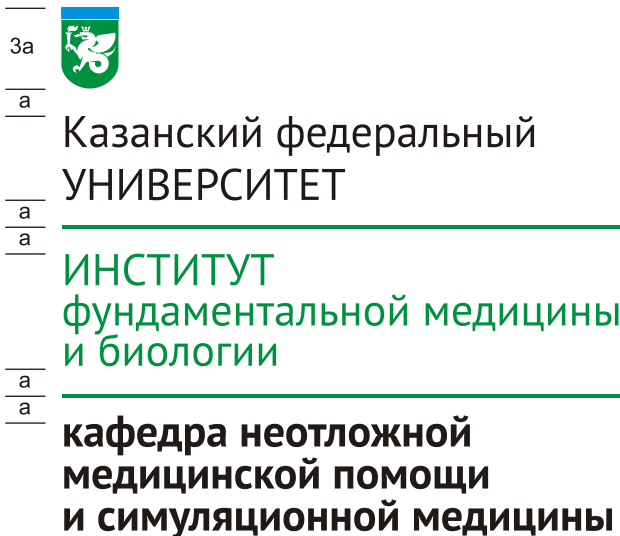 3а
а
Казанский федеральный
УНИВЕРСИТЕТ
а
а
ИНСТИТУТ
фундаментальной медицины
и биологии
а
а
кафедра неотложной
медицинской помощи
и симуляционной медицины